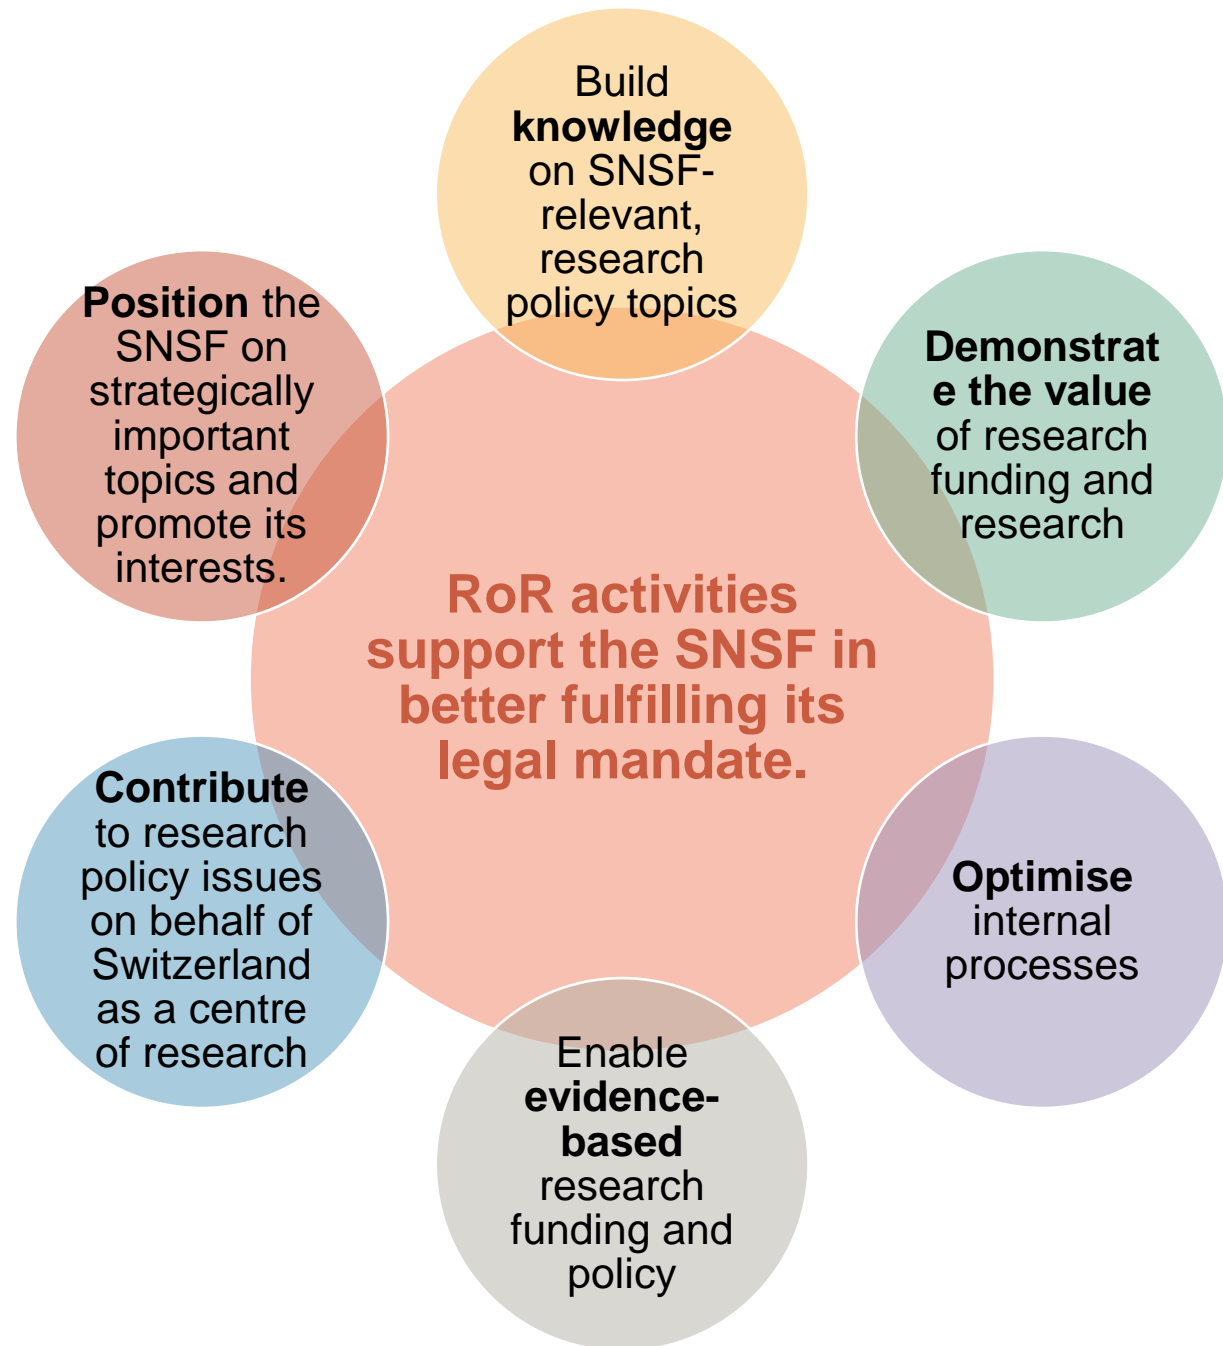 Build
knowledge
on SNSF-
relevant,
research
policy topics
Demonstrat
e the value
of research
funding and
research
Optimise
internal
processes
Enable
evidence-
based
research
funding and
policy
Contribute
to research
policy issues
on behalf of
Switzerland
as a centre
of research
Position the
SNSF on
strategically
important
topics and
promote its
interests.
RoR activities
support the SNSF in
better fulfilling its
legal mandate.